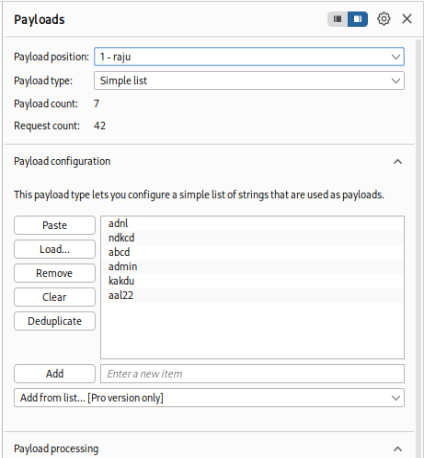 Payloads
Payload position: 1 - raju
Payload type: Simple list
Payload count: 7
Request count: 42
Payload configuration
This payload type lets you configure a simple list of strings that are used as payloads.
Paste
Load...
Remove
Clear
Deduplicate
adnl
ndkcd
abcd
admin
kakdu
aal22
Add Enter a new item
Add from list... [Pro version only]
Payload processing